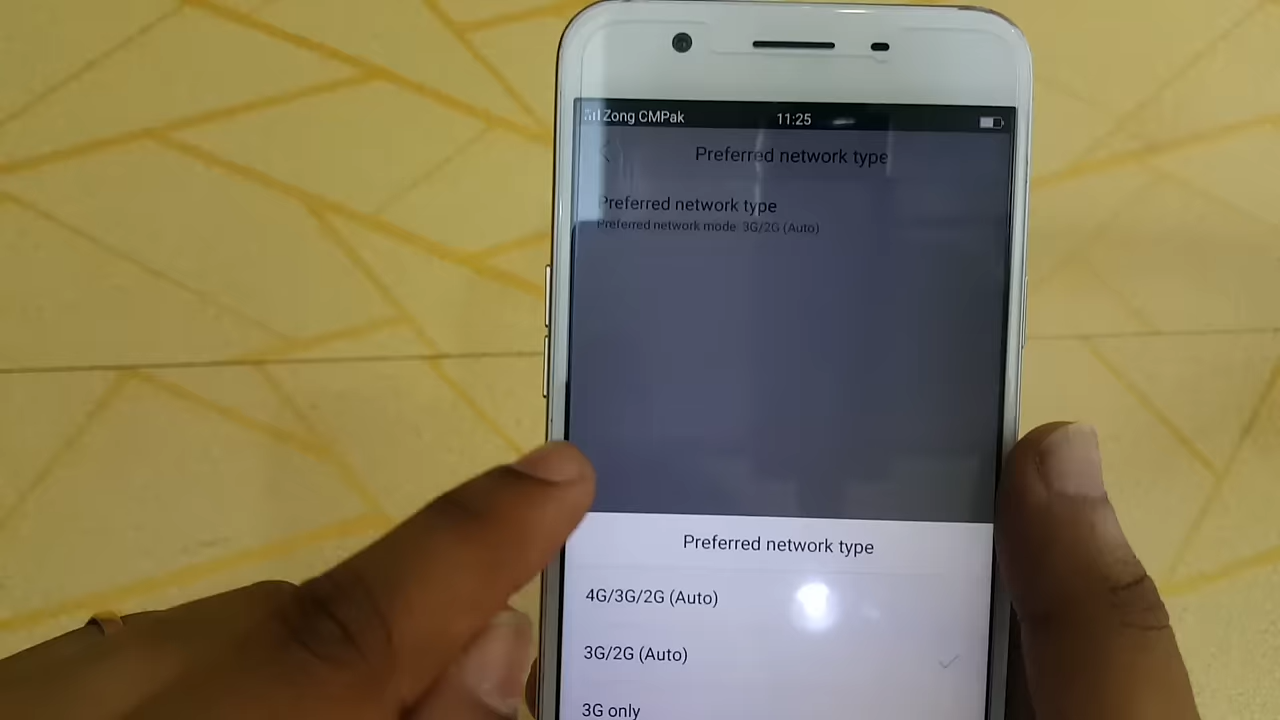 Zong CMPak 11:25
Preferred network type
Preferred network type
Preferred network mode: 3G/2G (Auto)
Preferred network type
4G/3G/2G (Auto)
3G/2G (Auto)
3G only